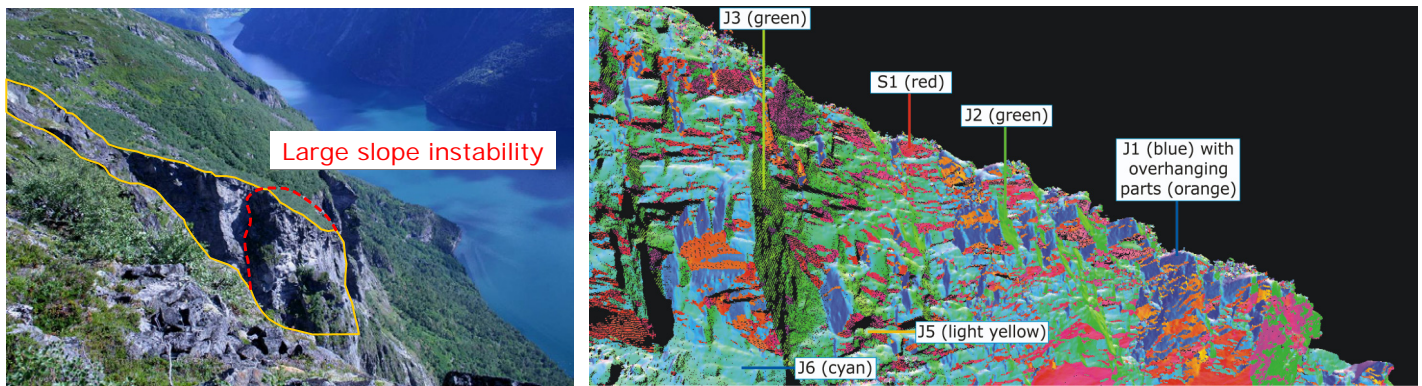 Large slope instability
J3 (green)
S1 (red)
J2 (green)
J1 (blue) with
overhanging
parts (orange)
J5 (light yellow)
J6 (cyan)